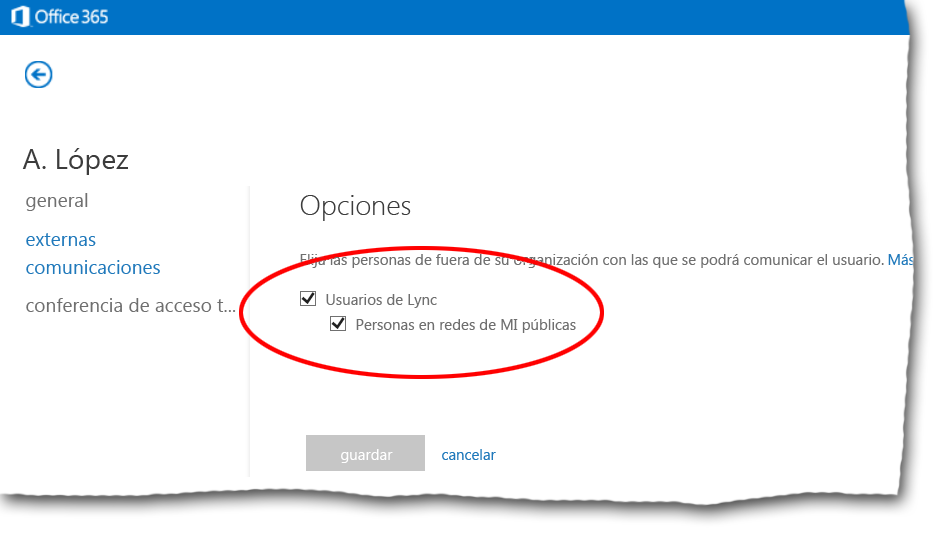 Office 365
A. López
general
externas
comunicaciones
conferencia de acceso t...
Opciones
Elija las personas de fuera de su organización con las que se podrá comunicar el usuario. Más
Usuarios de Lync
Personas en redes de MI públicas
guardar cancelar